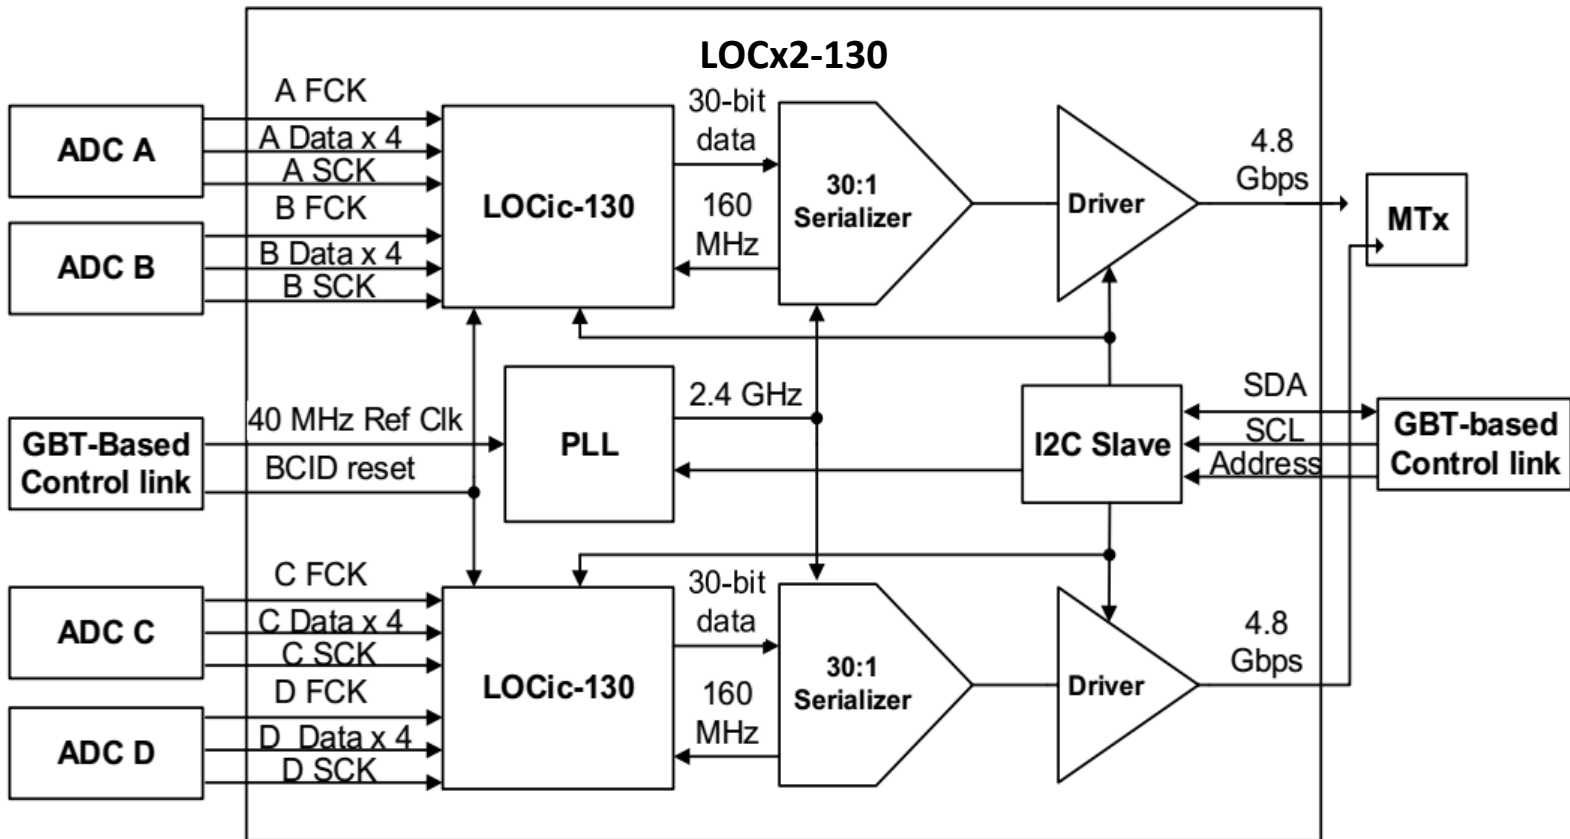 LOCx2-130
A FCK
A Data x 4
A SCK
ADC A
B FCK
B Data x 4
B SCK
ADC B
LOCic-130
30-bit
data
160
MHz
30:1
Serializer
Driver
4.8
Gbps
MTx
GBT-Based
Control link
40 MHz Ref Clk
BCID reset
PLL
2.4 GHz
I2C Slave
SDA
SCL
Address
GBT-based
Control link
C FCK
C Data x 4
C SCK
ADC C
D FCK
D Data x 4
D SCK
ADC D
LOCic-130
30-bit
data
160
MHz
30:1
Serializer
Driver
4.8
Gbps